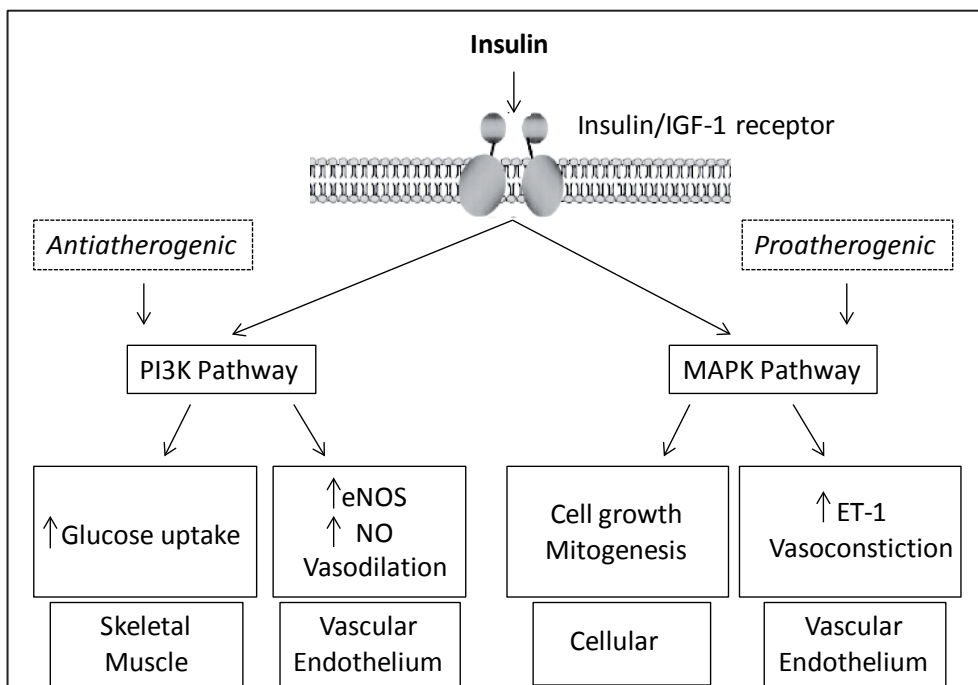 Insulin
Insulin/IGF-1 receptor
Antiatherogenic
Proatherogenic
PI3K Pathway
MAPK Pathway
↑Glucose uptake
↑eNOS
↑ NO
Vasodilation
Cell growth
Mitogenesis
↑ ET-1
Vasoconstiction
Skeletal
Muscle
Vascular
Endothelium
Cellular
Vascular
Endothelium